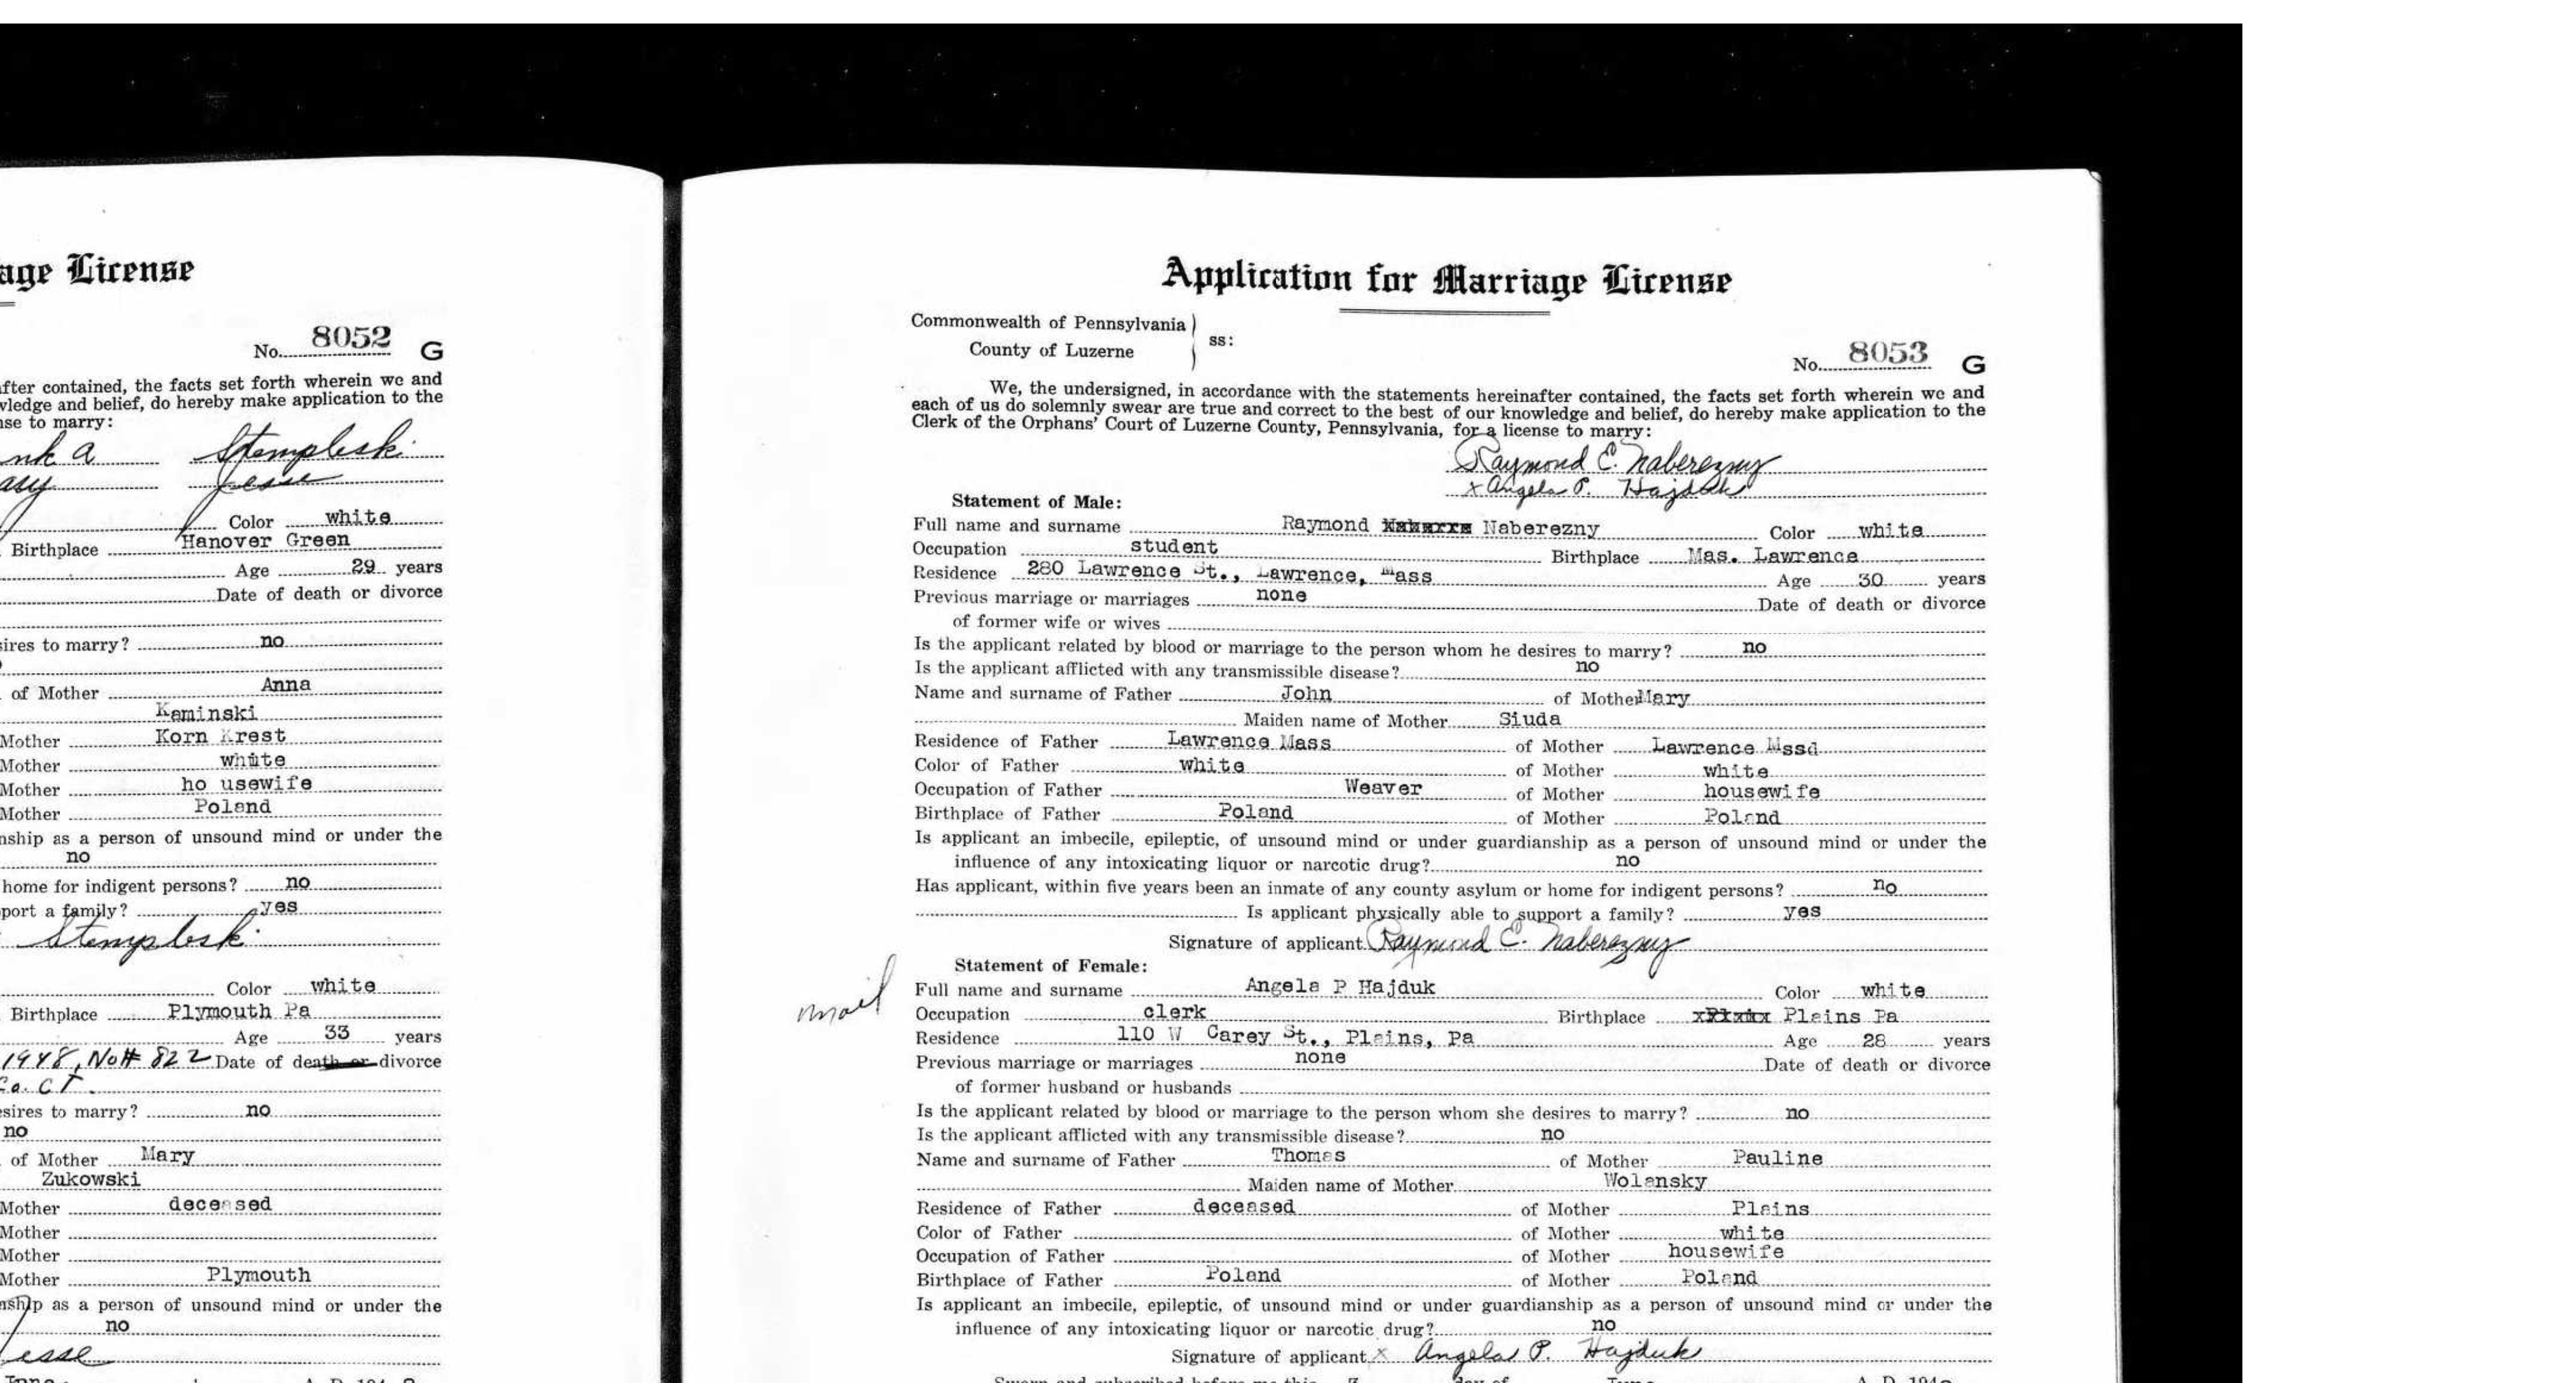 age License
No. 8052 G
fter contained, the facts set forth wherein we and
wledge and belief, do hereby make application to the
nse to marry:
nk a Stempleski
asy Jesse
Color white
Birthplace Hanover Green
Age 29 years
Date of death or divorce
sires to marry? no
of Mother Anna
Kaminski
Mother Korn Krest
Mother white
Mother ho usewife
Mother Poland
nship as a person of unsound mind or under the
no
home for indigent persons? no
port a family? yes
Stempleski
Color white
Birthplace Plymouth Pa
Age 33 years
1948, No# 822 Date of death or divorce
Co. CT.
sires to marry? no
no
of Mother Mary
Zukowski
Mother deceased
Mother
Mother
Mother Plymouth
nship as a person of unsound mind or under the
no
esse
Application for Marriage License
Commonwealth of Pennsylvania
County of Luzerne
ss:
No. 8053 G
We, the undersigned, in accordance with the statements hereinafter contained, the facts set forth wherein we and
each of us do solemnly swear are true and correct to the best of our knowledge and belief, do hereby make application to the
Clerk of the Orphans' Court of Luzerne County, Pennsylvania, for a license to marry:
Raymond E. Naberezny
x Angela P. Hajduk
Statement of Male:
Full name and surname Raymond Naberezny Color white
Occupation student Birthplace Mas. Lawrence
Residence 280 Lawrence St., Lawrence, Mass Age 30 years
Previous marriage or marriages none Date of death or divorce
of former wife or wives
Is the applicant related by blood or marriage to the person whom he desires to marry? no
Is the applicant afflicted with any transmissible disease? no
Name and surname of Father John of Mother Mary
Maiden name of Mother Siuda
Residence of Father Lawrence Mass of Mother Lawrence Mssd
Color of Father white of Mother white
Occupation of Father Weaver of Mother housewife
Birthplace of Father Poland of Mother Poland
Is applicant an imbecile, epileptic, of unsound mind or under guardianship as a person of unsound mind or under the
influence of any intoxicating liquor or narcotic drug? no
Has applicant, within five years been an inmate of any county asylum or home for indigent persons? no
Is applicant physically able to support a family? yes
Signature of applicant Raymond E. Naberezny
Statement of Female:
mail
Full name and surname Angela P Hajduk Color white
Occupation clerk Birthplace Plains Pa
Residence 110 W Carey St., Plains, Pa Age 28 years
Previous marriage or marriages none Date of death or divorce
of former husband or husbands
Is the applicant related by blood or marriage to the person whom she desires to marry? no
Is the applicant afflicted with any transmissible disease? no
Name and surname of Father Thomas of Mother Pauline
Maiden name of Mother Wolansky
Residence of Father deceased of Mother Plains
Color of Father of Mother white
Occupation of Father of Mother housewife
Birthplace of Father Poland of Mother Poland
Is applicant an imbecile, epileptic, of unsound mind or under guardianship as a person of unsound mind or under the
influence of any intoxicating liquor or narcotic drug? no
Signature of applicant x Angela P. Hajduk